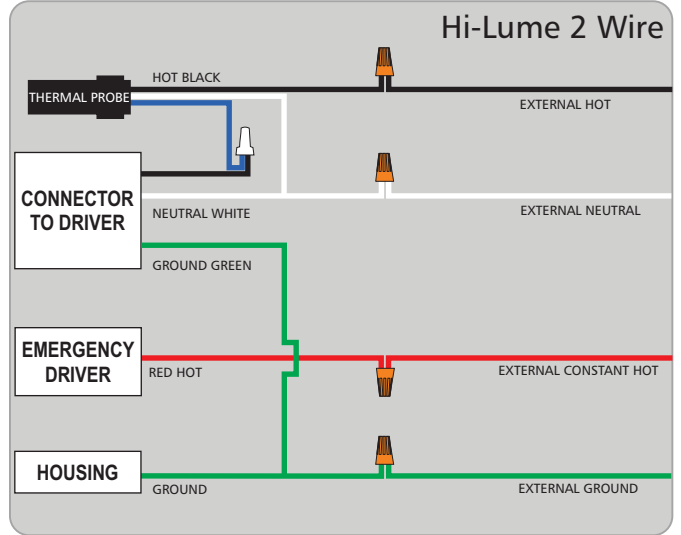 Hi-Lume 2 Wire
HOT BLACK
THERMAL PROBE
EXTERNAL HOT
CONNECTOR
TO DRIVER
NEUTRAL WHITE
EXTERNAL NEUTRAL
GROUND GREEN
EMERGENCY
DRIVER
RED HOT
EXTERNAL CONSTANT HOT
HOUSING
GROUND
EXTERNAL GROUND